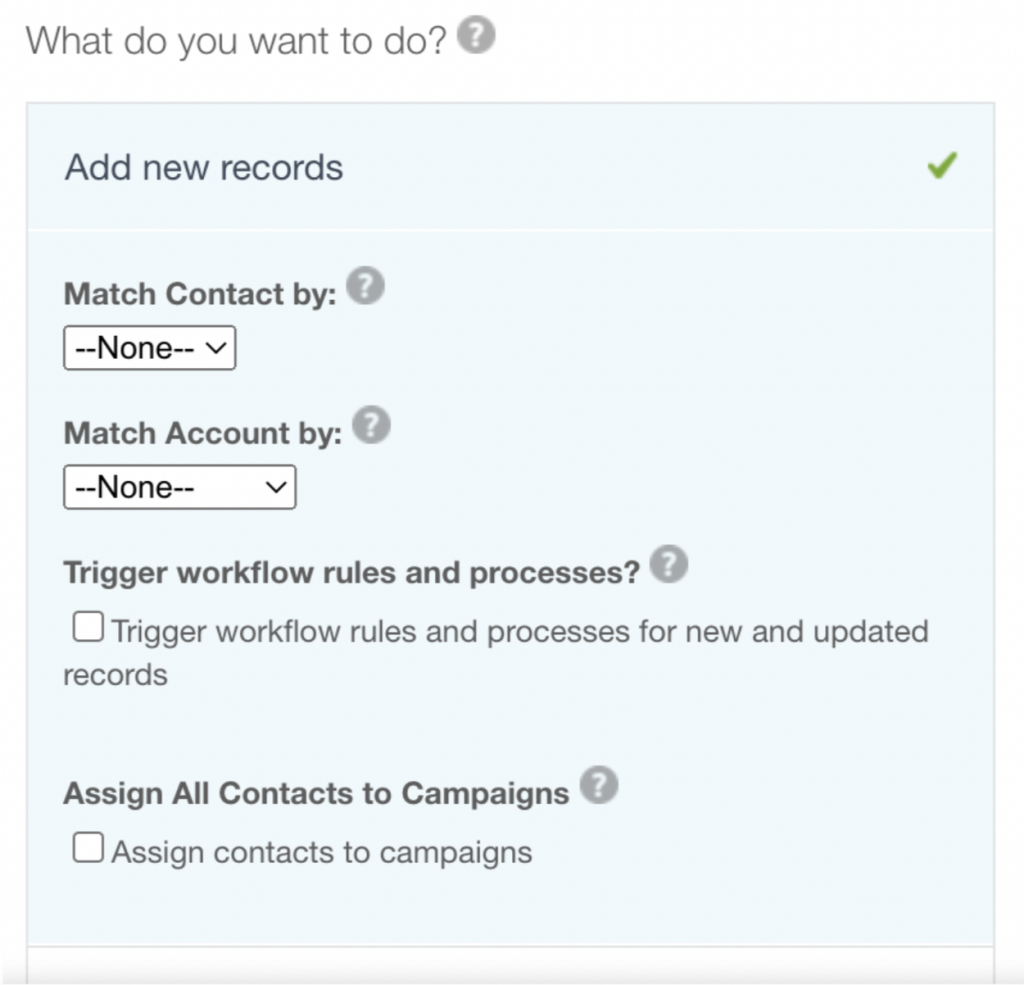 What do you want to do? ?
Add new records
Match Contact by: ?
--None--
Match Account by: ?
--None--
Trigger workflow rules and processes? ?
Trigger workflow rules and processes for new and updated
records
Assign All Contacts to Campaigns ?
Assign contacts to campaigns